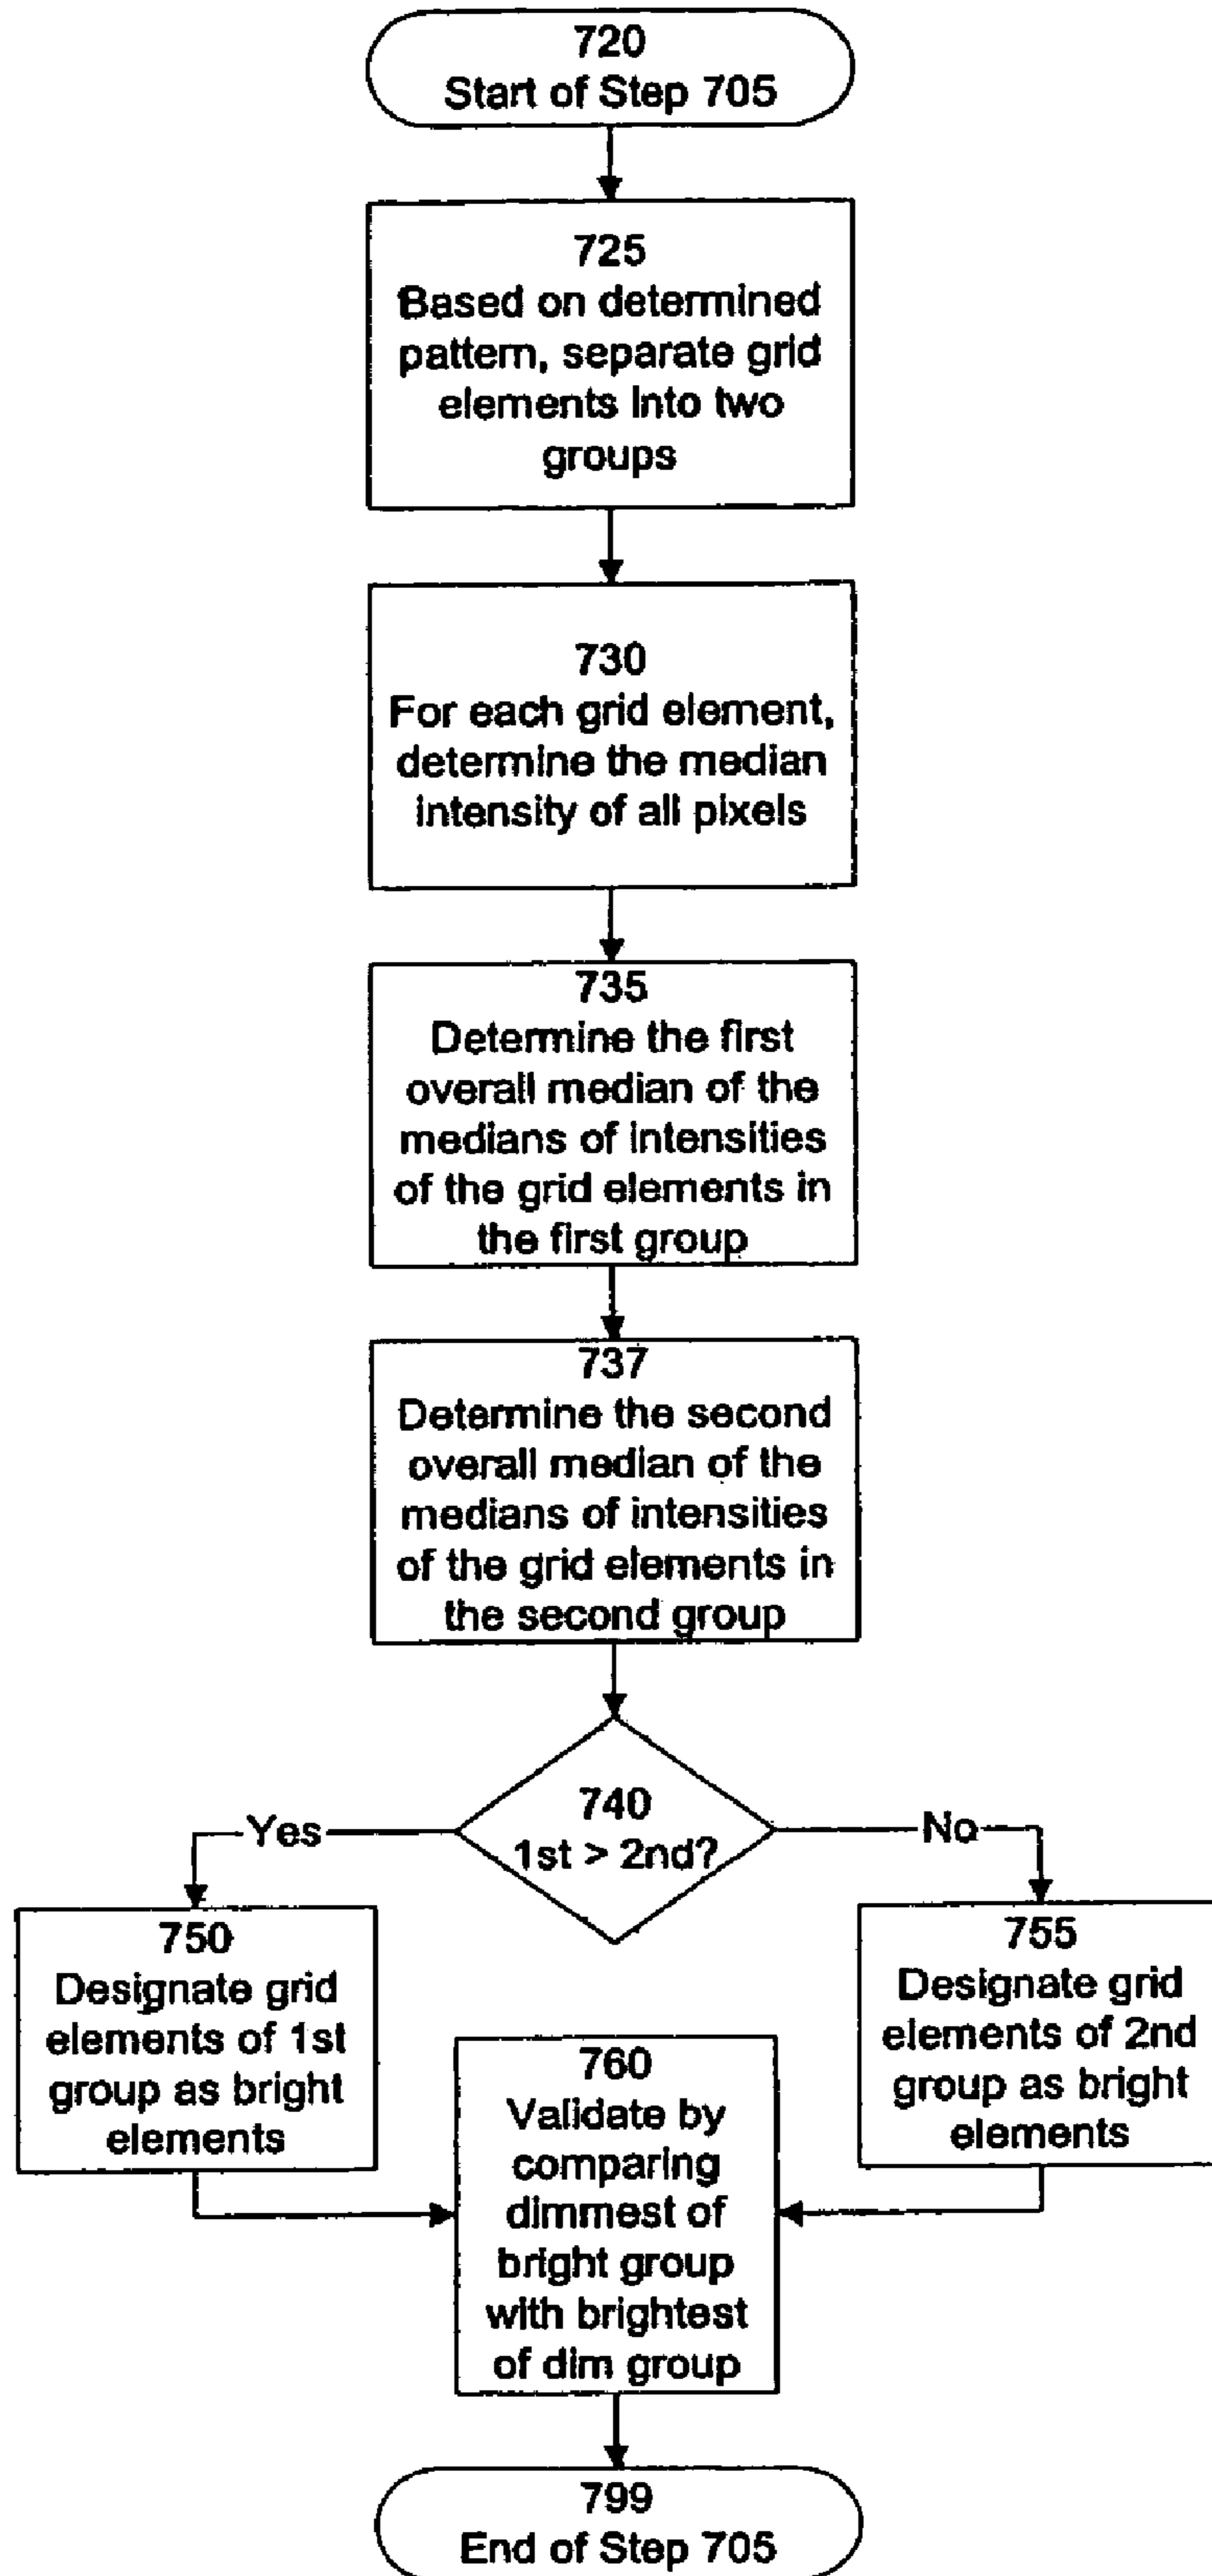 720
Start of Step 705
725
Based on determined
pattern, separate grid
elements into two
groups
730
For each grid element,
determine the median
intensity of all pixels
735
Determine the first
overall median of the
medians of intensities
of the grid elements in
the first group
737
Determine the second
overall median of the
medians of intensities
of the grid elements in
the second group
740
1st > 2nd?
Yes
No
750
Designate grid
elements of 1st
group as bright
elements
755
Designate grid
elements of 2nd
group as bright
elements
760
Validate by
comparing
dimmest of
bright group
with brightest
of dim group
799
End of Step 705